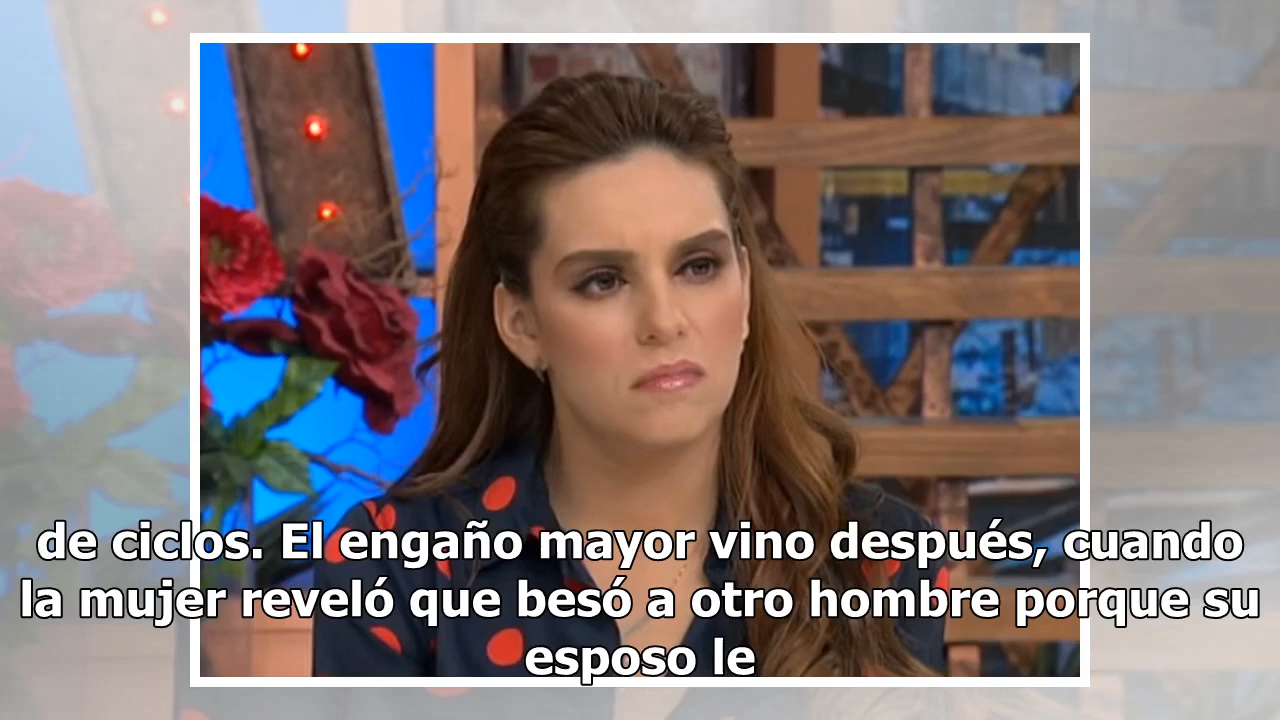 de ciclos. El engaño mayor vino después, cuando
la mujer reveló que besó a otro hombre porque su
esposo le